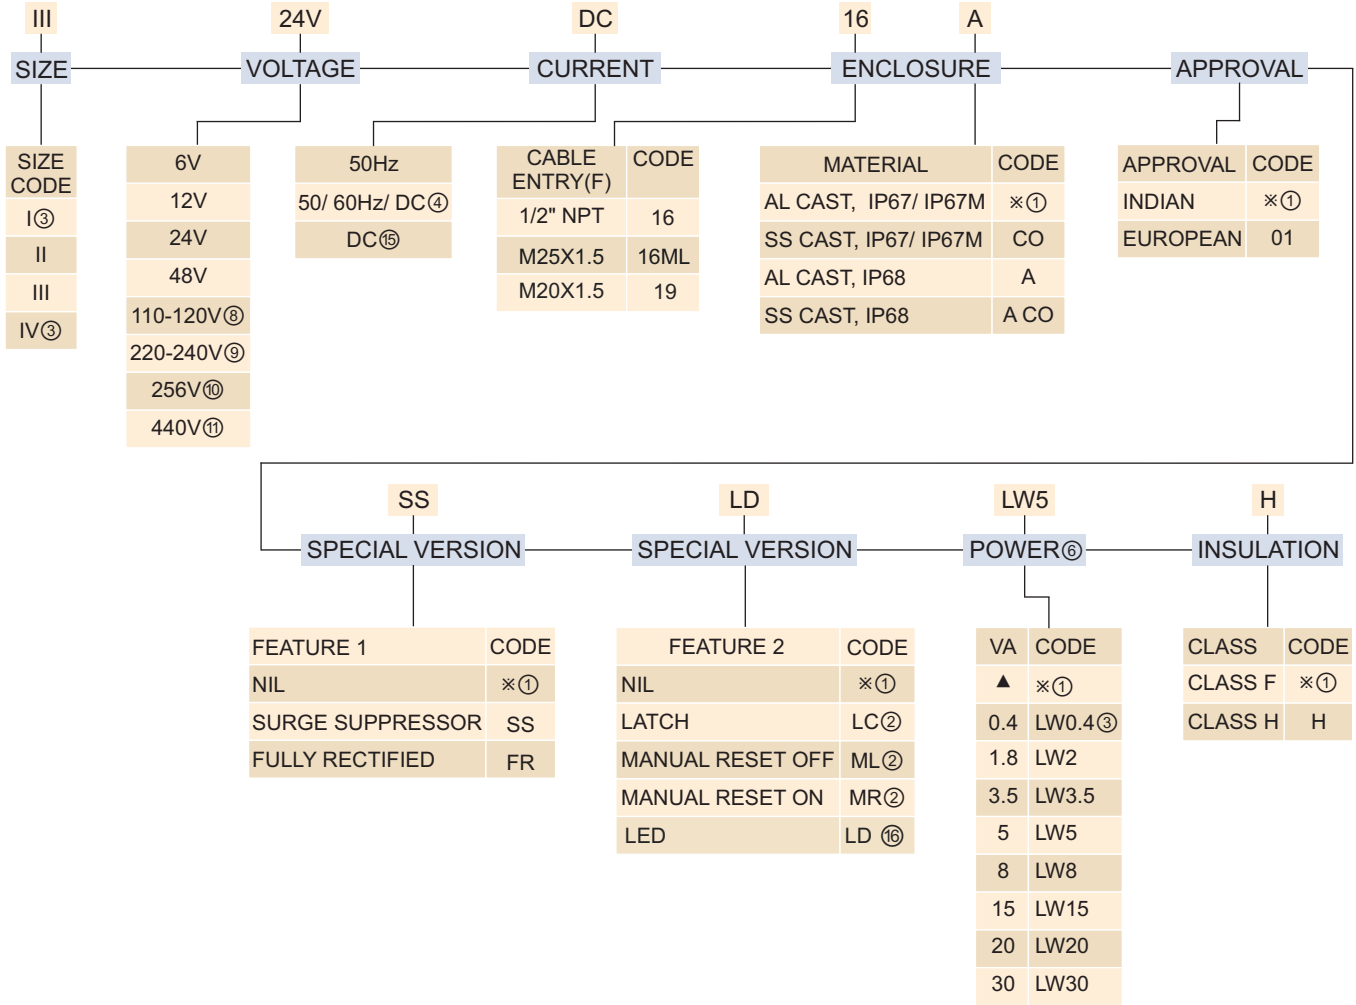 III 24V DC 16 A
SIZE VOLTAGE CURRENT ENCLOSURE APPROVAL
SIZE
CODE
I③
II
III
IV③
6V
12V
24V
48V
110-120V⑧
220-240V⑨
256V⑩
440V⑪
50Hz
50/ 60Hz/ DC④
DC⑮
CABLE
ENTRY(F) CODE
1/2" NPT 16
M25X1.5 16ML
M20X1.5 19
MATERIAL CODE
AL CAST, IP67/ IP67M ※①
SS CAST, IP67/ IP67M CO
AL CAST, IP68 A
SS CAST, IP68 A CO
APPROVAL CODE
INDIAN ※①
EUROPEAN 01
SS LD LW5 H
SPECIAL VERSION SPECIAL VERSION POWER⑥ INSULATION
FEATURE 1 CODE
NIL ※①
SURGE SUPPRESSOR SS
FULLY RECTIFIED FR
FEATURE 2 CODE
NIL ※①
LATCH LC②
MANUAL RESET OFF ML②
MANUAL RESET ON MR②
LED LD ⑯
VA CODE
▲ ※①
0.4 LW0.4③
1.8 LW2
3.5 LW3.5
5 LW5
8 LW8
15 LW15
20 LW20
30 LW30
CLASS CODE
CLASS F ※①
CLASS H H